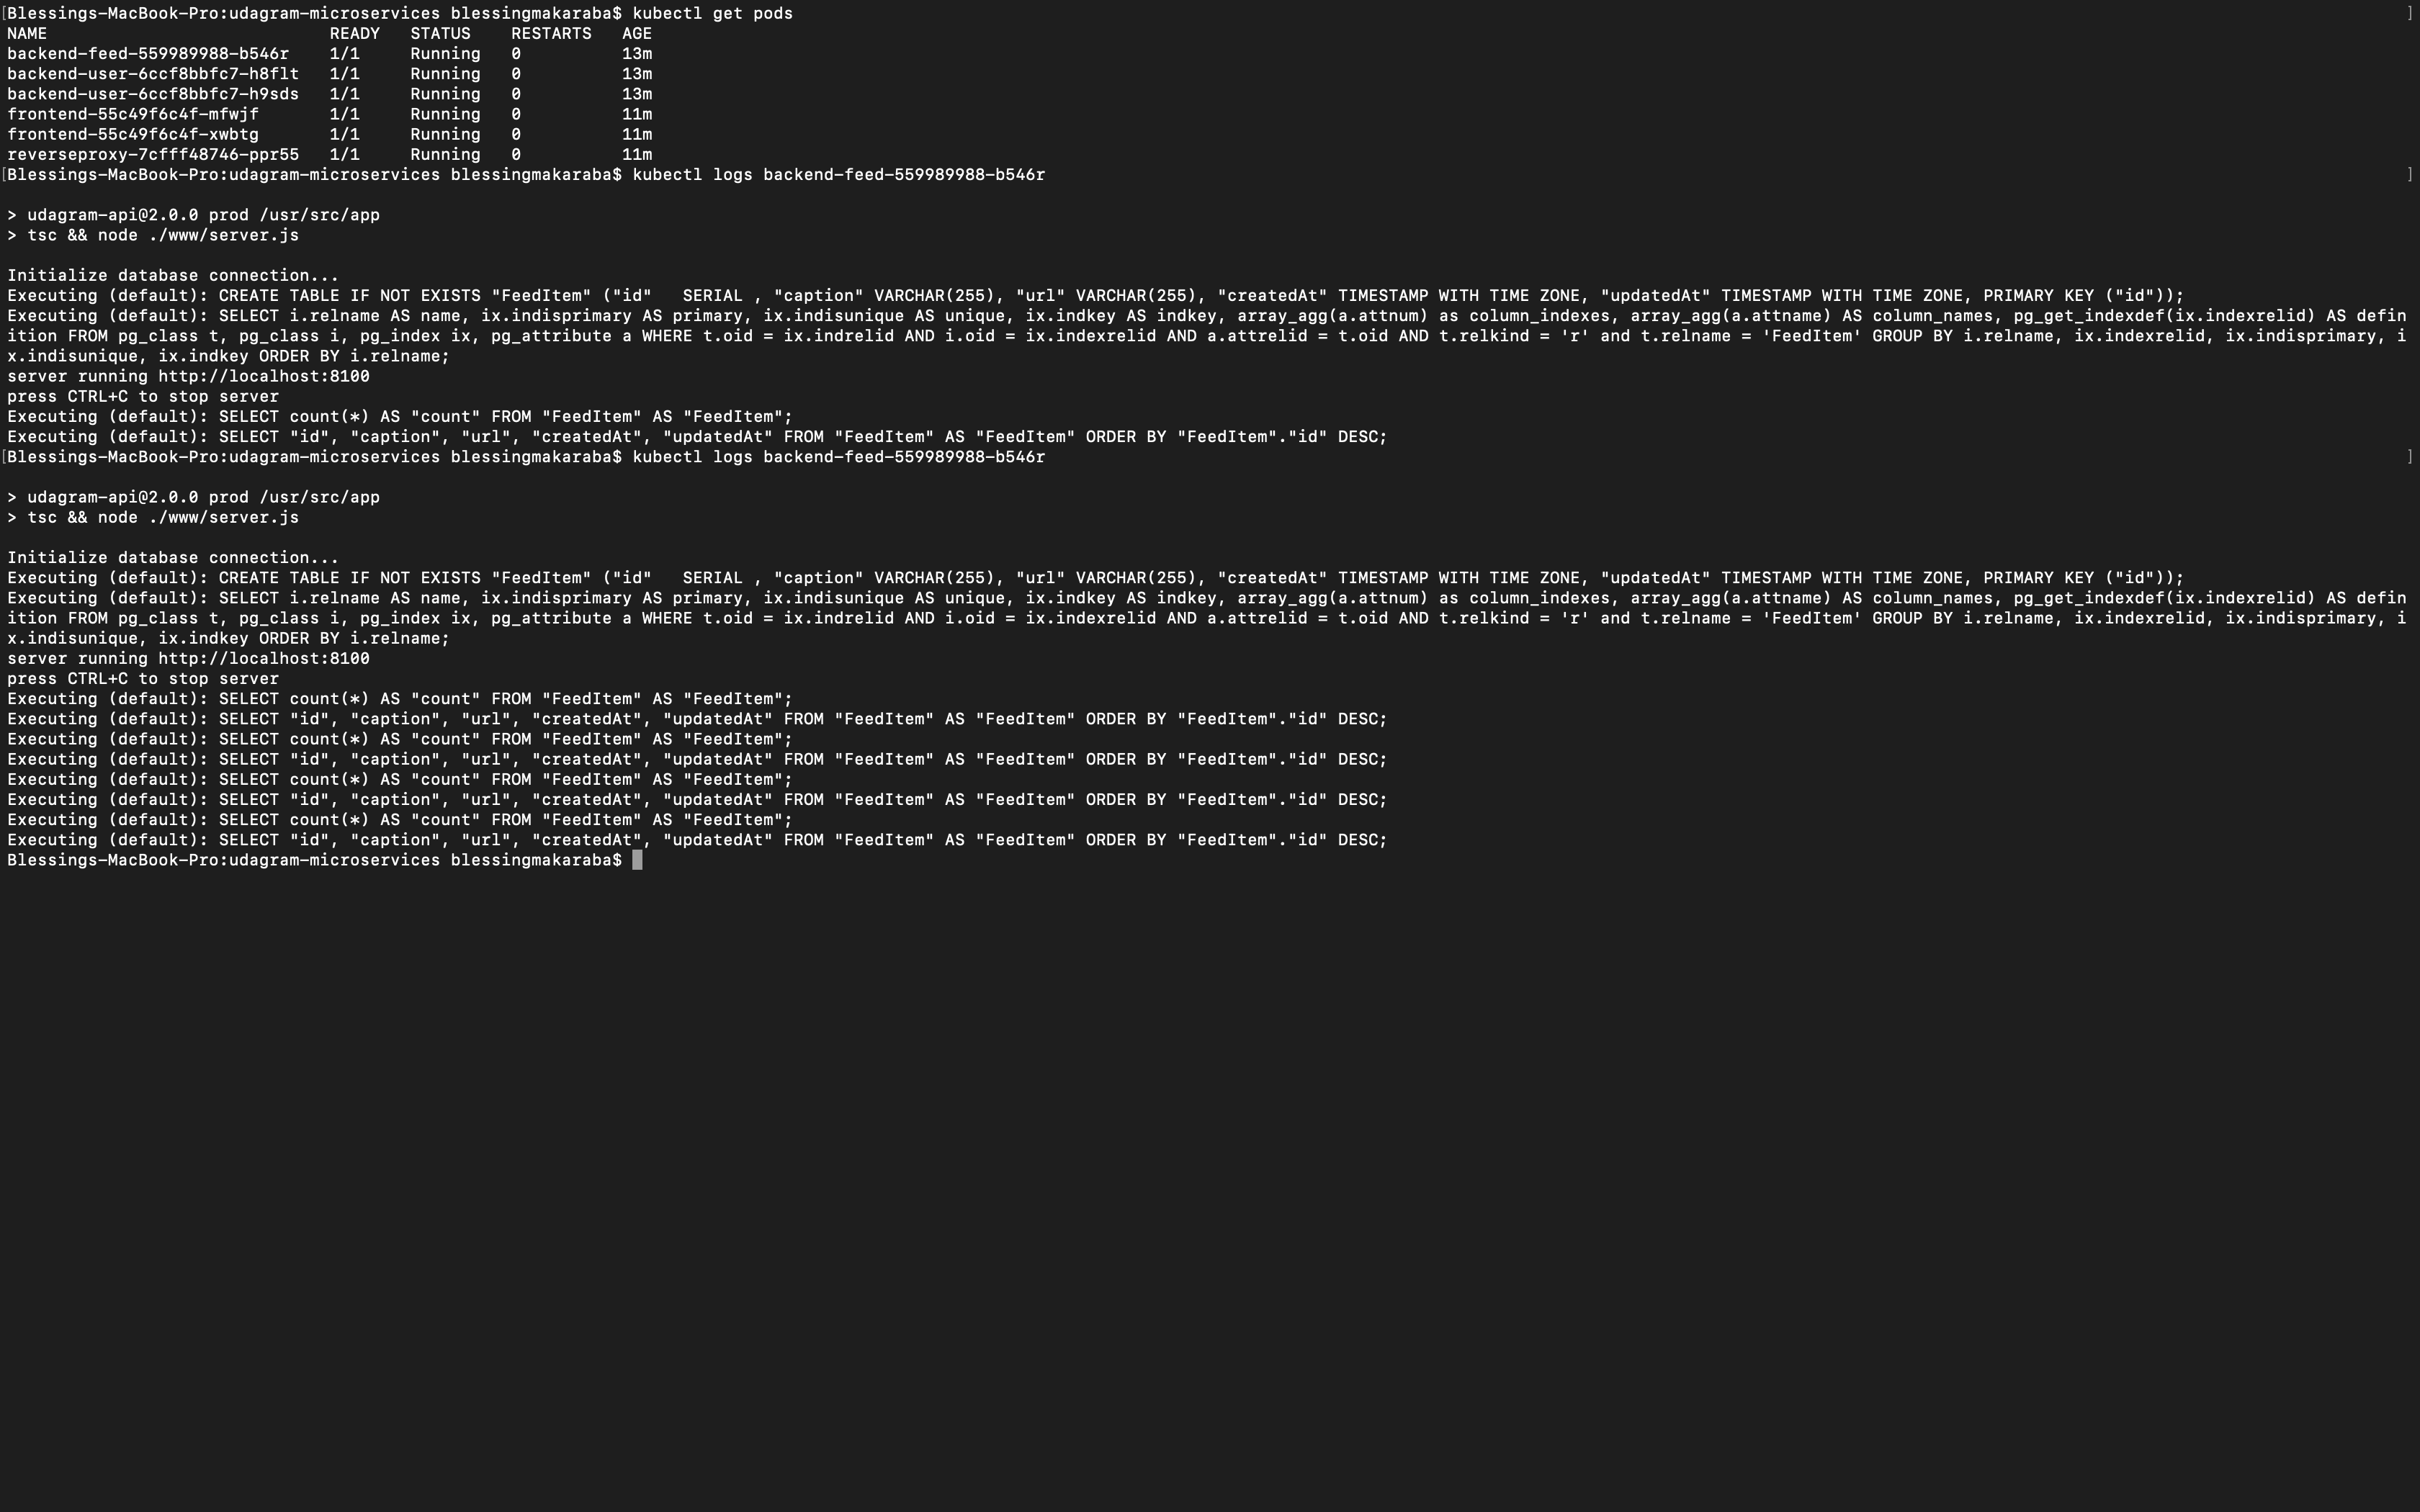 [Blessings-MacBook-Pro:udagram-microservices blessingmakaraba$ kubectl get pods ]
NAME READY STATUS RESTARTS AGE
backend-feed-559989988-b546r 1/1 Running 0 13m
backend-user-6ccf8bbfc7-h8flt 1/1 Running 0 13m
backend-user-6ccf8bbfc7-h9sds 1/1 Running 0 13m
frontend-55c49f6c4f-mfwjf 1/1 Running 0 11m
frontend-55c49f6c4f-xwbtg 1/1 Running 0 11m
reverseproxy-7cfff48746-ppr55 1/1 Running 0 11m
[Blessings-MacBook-Pro:udagram-microservices blessingmakaraba$ kubectl logs backend-feed-559989988-b546r ]
> udagram-api@2.0.0 prod /usr/src/app
> tsc && node ./www/server.js
Initialize database connection...
Executing (default): CREATE TABLE IF NOT EXISTS "FeedItem" ("id"   SERIAL , "caption" VARCHAR(255), "url" VARCHAR(255), "createdAt" TIMESTAMP WITH TIME ZONE, "updatedAt" TIMESTAMP WITH TIME ZONE, PRIMARY KEY ("id"));
Executing (default): SELECT i.relname AS name, ix.indisprimary AS primary, ix.indisunique AS unique, ix.indkey AS indkey, array_agg(a.attnum) as column_indexes, array_agg(a.attname) AS column_names, pg_get_indexdef(ix.indexrelid) AS defin
ition FROM pg_class t, pg_class i, pg_index ix, pg_attribute a WHERE t.oid = ix.indrelid AND i.oid = ix.indexrelid AND a.attrelid = t.oid AND t.relkind = 'r' and t.relname = 'FeedItem' GROUP BY i.relname, ix.indexrelid, ix.indisprimary, i
x.indisunique, ix.indkey ORDER BY i.relname;
server running http://localhost:8100
press CTRL+C to stop server
Executing (default): SELECT count(*) AS "count" FROM "FeedItem" AS "FeedItem";
Executing (default): SELECT "id", "caption", "url", "createdAt", "updatedAt" FROM "FeedItem" AS "FeedItem" ORDER BY "FeedItem"."id" DESC;
[Blessings-MacBook-Pro:udagram-microservices blessingmakaraba$ kubectl logs backend-feed-559989988-b546r ]
> udagram-api@2.0.0 prod /usr/src/app
> tsc && node ./www/server.js
Initialize database connection...
Executing (default): CREATE TABLE IF NOT EXISTS "FeedItem" ("id"   SERIAL , "caption" VARCHAR(255), "url" VARCHAR(255), "createdAt" TIMESTAMP WITH TIME ZONE, "updatedAt" TIMESTAMP WITH TIME ZONE, PRIMARY KEY ("id"));
Executing (default): SELECT i.relname AS name, ix.indisprimary AS primary, ix.indisunique AS unique, ix.indkey AS indkey, array_agg(a.attnum) as column_indexes, array_agg(a.attname) AS column_names, pg_get_indexdef(ix.indexrelid) AS defin
ition FROM pg_class t, pg_class i, pg_index ix, pg_attribute a WHERE t.oid = ix.indrelid AND i.oid = ix.indexrelid AND a.attrelid = t.oid AND t.relkind = 'r' and t.relname = 'FeedItem' GROUP BY i.relname, ix.indexrelid, ix.indisprimary, i
x.indisunique, ix.indkey ORDER BY i.relname;
server running http://localhost:8100
press CTRL+C to stop server
Executing (default): SELECT count(*) AS "count" FROM "FeedItem" AS "FeedItem";
Executing (default): SELECT "id", "caption", "url", "createdAt", "updatedAt" FROM "FeedItem" AS "FeedItem" ORDER BY "FeedItem"."id" DESC;
Executing (default): SELECT count(*) AS "count" FROM "FeedItem" AS "FeedItem";
Executing (default): SELECT "id", "caption", "url", "createdAt", "updatedAt" FROM "FeedItem" AS "FeedItem" ORDER BY "FeedItem"."id" DESC;
Executing (default): SELECT count(*) AS "count" FROM "FeedItem" AS "FeedItem";
Executing (default): SELECT "id", "caption", "url", "createdAt", "updatedAt" FROM "FeedItem" AS "FeedItem" ORDER BY "FeedItem"."id" DESC;
Executing (default): SELECT count(*) AS "count" FROM "FeedItem" AS "FeedItem";
Executing (default): SELECT "id", "caption", "url", "createdAt", "updatedAt" FROM "FeedItem" AS "FeedItem" ORDER BY "FeedItem"."id" DESC;
Blessings-MacBook-Pro:udagram-microservices blessingmakaraba$